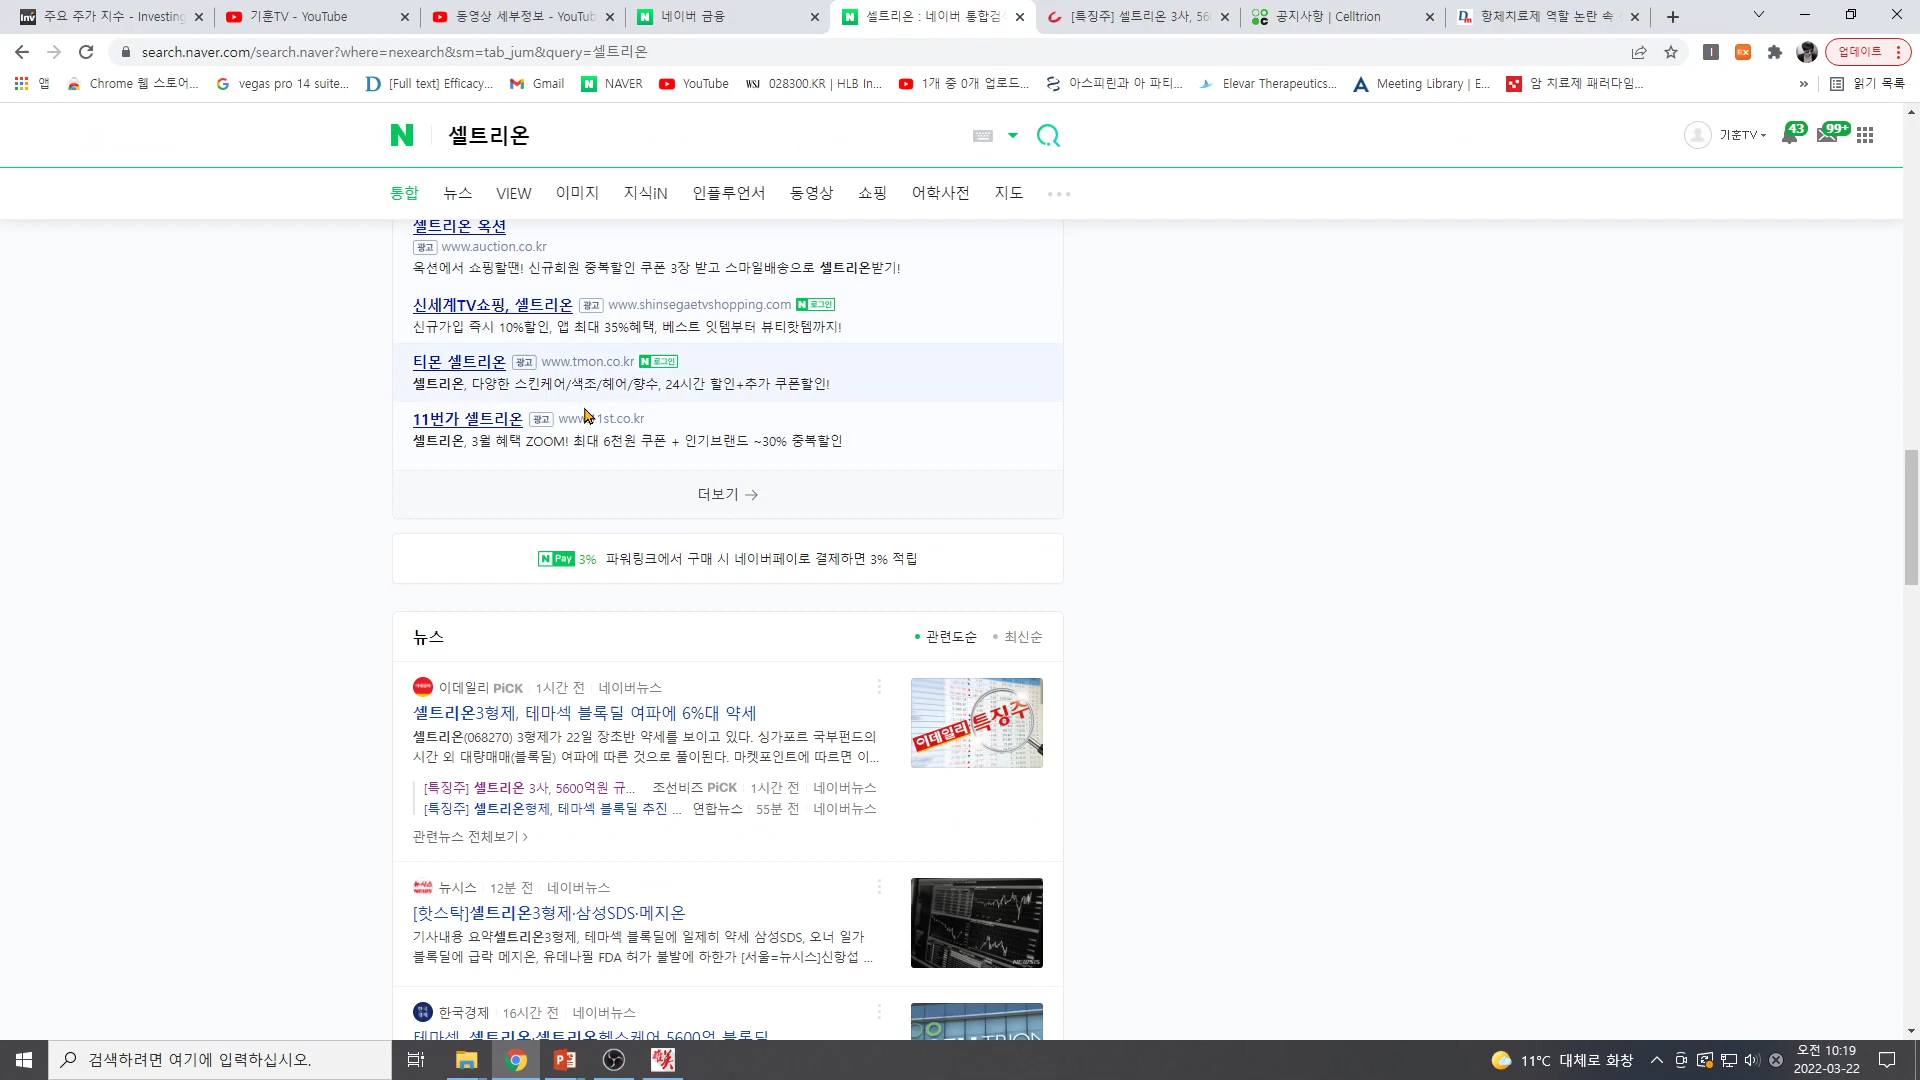 주요 주가 지수 - Investing
기훈TV - YouTube
동영상 세부정보 - YouTub
네이버 금융
셀트리온 : 네이버 통합검
[특징주] 셀트리온 3사, 56
공지사항 | Celltrion
항체치료제 역할 논란 속
search.naver.com/search.naver?where=nexearch&sm=tab_jum&query=셀트리온
업데이트
앱
Chrome 웹 스토어...
vegas pro 14 suite...
[Full text] Efficacy...
Gmail
NAVER
YouTube
WSJ 028300.KR | HLB In...
1개 중 0개 업로드...
아스피린과 아 파티...
Elevar Therapeutics...
Meeting Library | E...
암 치료제 패러다임...
»
읽기 목록
N 셀트리온
기훈TV
43
99+
통합 뉴스 VIEW 이미지 지식iN 인플루언서 동영상 쇼핑 어학사전 지도
셀트리온 옥션
광고 www.auction.co.kr
옥션에서 쇼핑할땐! 신규회원 중복할인 쿠폰 3장 받고 스마일배송으로 셀트리온받기!
신세계TV쇼핑, 셀트리온 광고 www.shinsegaetvshopping.com N 로그인
신규가입 즉시 10%할인, 앱 최대 35%혜택, 베스트 잇템부터 뷰티핫템까지!
티몬 셀트리온 광고 www.tmon.co.kr N 로그인
셀트리온, 다양한 스킨케어/색조/헤어/향수, 24시간 할인+추가 쿠폰할인!
11번가 셀트리온 광고
셀트리온, 3월 혜택 ZOOM! 최대 6천원 쿠폰 + 인기브랜드 ~30% 중복할인
더보기 →
N Pay 3% 파워링크에서 구매 시 네이버페이로 결제하면 3% 적립
뉴스
관련도순 최신순
이데일리 PiCK 1시간 전 네이버뉴스
셀트리온3형제, 테마섹 블록딜 여파에 6%대 약세
셀트리온(068270) 3형제가 22일 장초반 약세를 보이고 있다. 싱가포르 국부펀드의
시간 외 대량매매(블록딜) 여파에 따른 것으로 풀이된다. 마켓포인트에 따르면 이...
이데일리 특징주
[특징주] 셀트리온 3사, 5600억원 규... 조선비즈 PiCK 1시간 전 네이버뉴스
[특징주] 셀트리온형제, 테마섹 블록딜 추진 ... 연합뉴스 55분 전 네이버뉴스
관련뉴스 전체보기 >
뉴시스 12분 전 네이버뉴스
[핫스탁]셀트리온3형제·삼성SDS·메지온
기사내용 요약셀트리온3형제, 테마섹 블록딜에 일제히 약세 삼성SDS, 오너 일가
블록딜에 급락 메지온, 유데나필 FDA 허가 불발에 하한가 [서울=뉴시스]신항섭 ...
NEWSIS
한국경제 16시간 전 네이버뉴스
테마섹, 셀트리온·셀트리온헬스케어 5600억 블록딜
검색하려면 여기에 입력하십시오.
11°C 대체로 화창
오전 10:19
2022-03-22